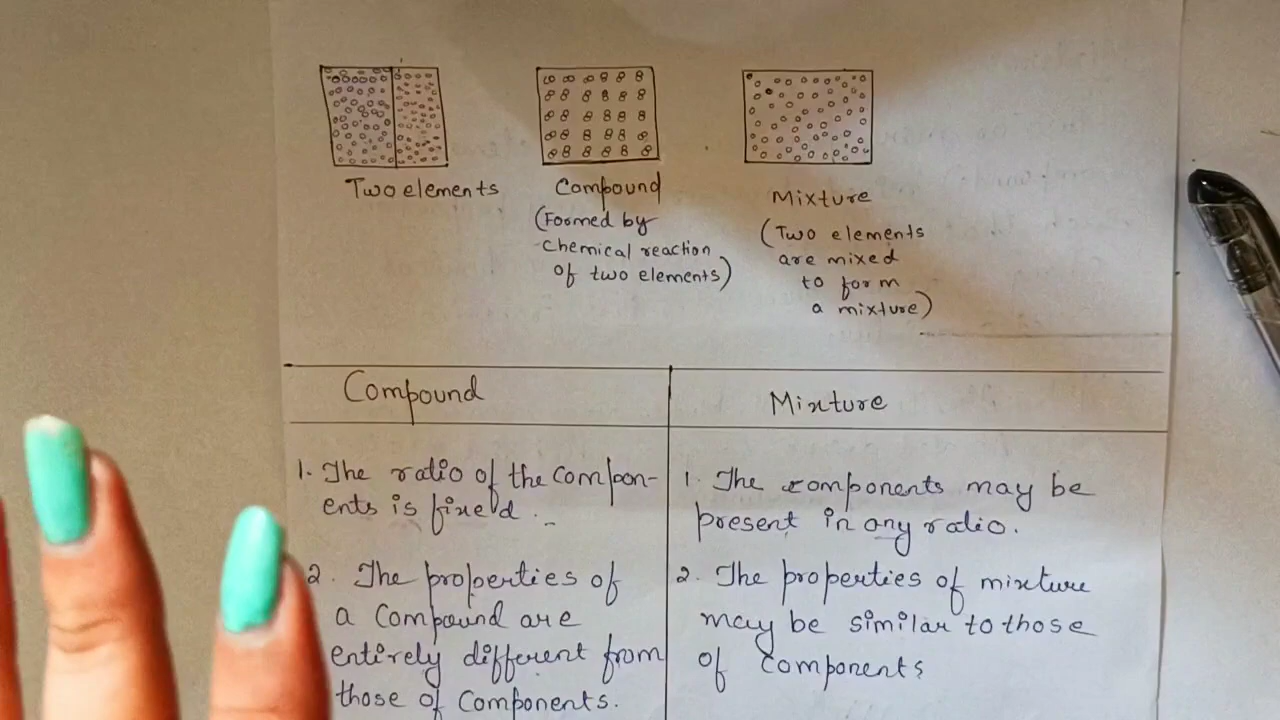 Two elements
Compound
(Formed by
chemical reaction
of two elements)
Mixture
(Two elements
are mixed
to form
a mixture)
Compound
1. The ratio of the compon-
ents is fixed.
2. The properties of
a compound are
entirely different from
those of components.
Mixture
1. The components may be
present in any ratio.
2. The properties of mixture
may be similar to those
of components